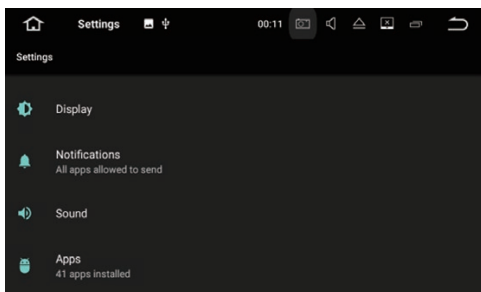 Settings
00:11
Settings
Display
Notifications
All apps allowed to send
Sound
Apps
41 apps installed